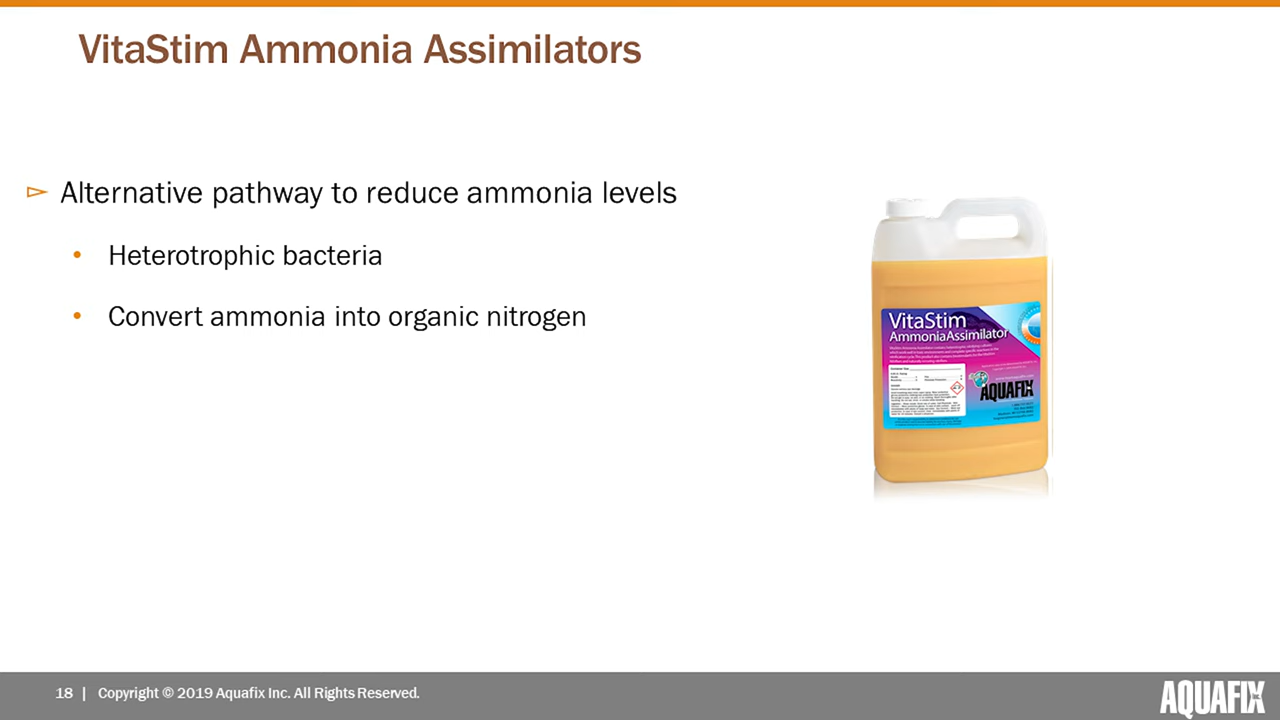 VitaStim Ammonia Assimilators
Alternative pathway to reduce ammonia levels
Heterotrophic bacteria
Convert ammonia into organic nitrogen
VitaStim
AmmoniaAssimilator
AQUAFIX
18 | Copyright © 2019 Aquafix Inc. All Rights Reserved.
AQUAFIX